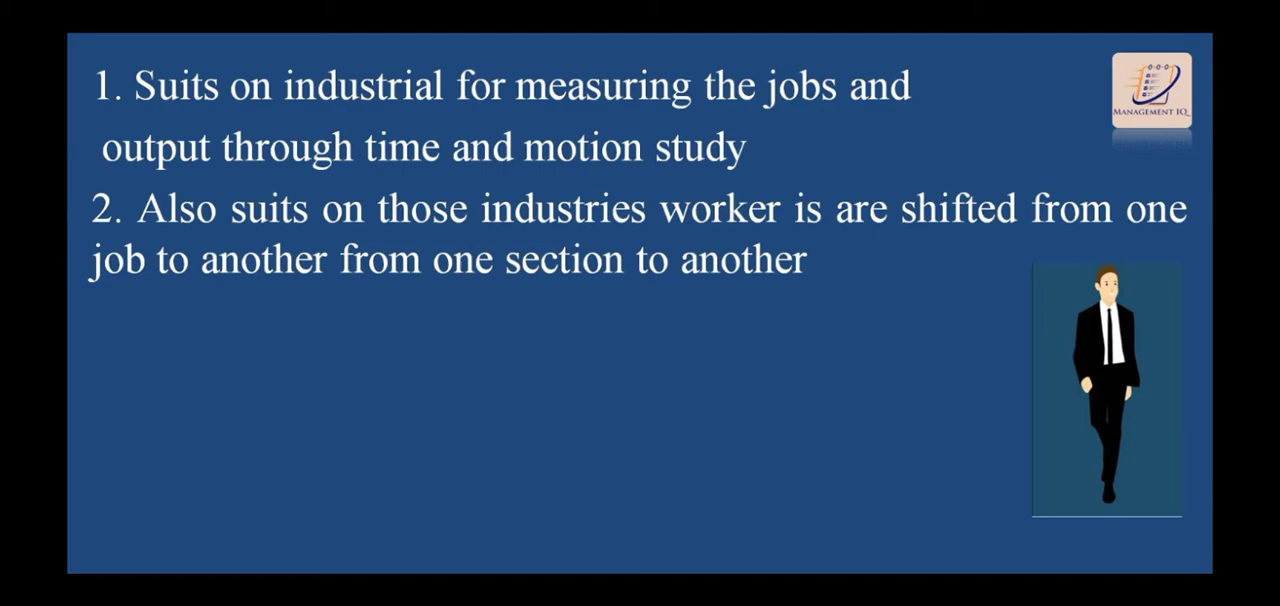 1. Suits on industrial for measuring the jobs and
output through time and motion study
2. Also suits on those industries worker is are shifted from one
job to another from one section to another
MANAGEMENT IQ